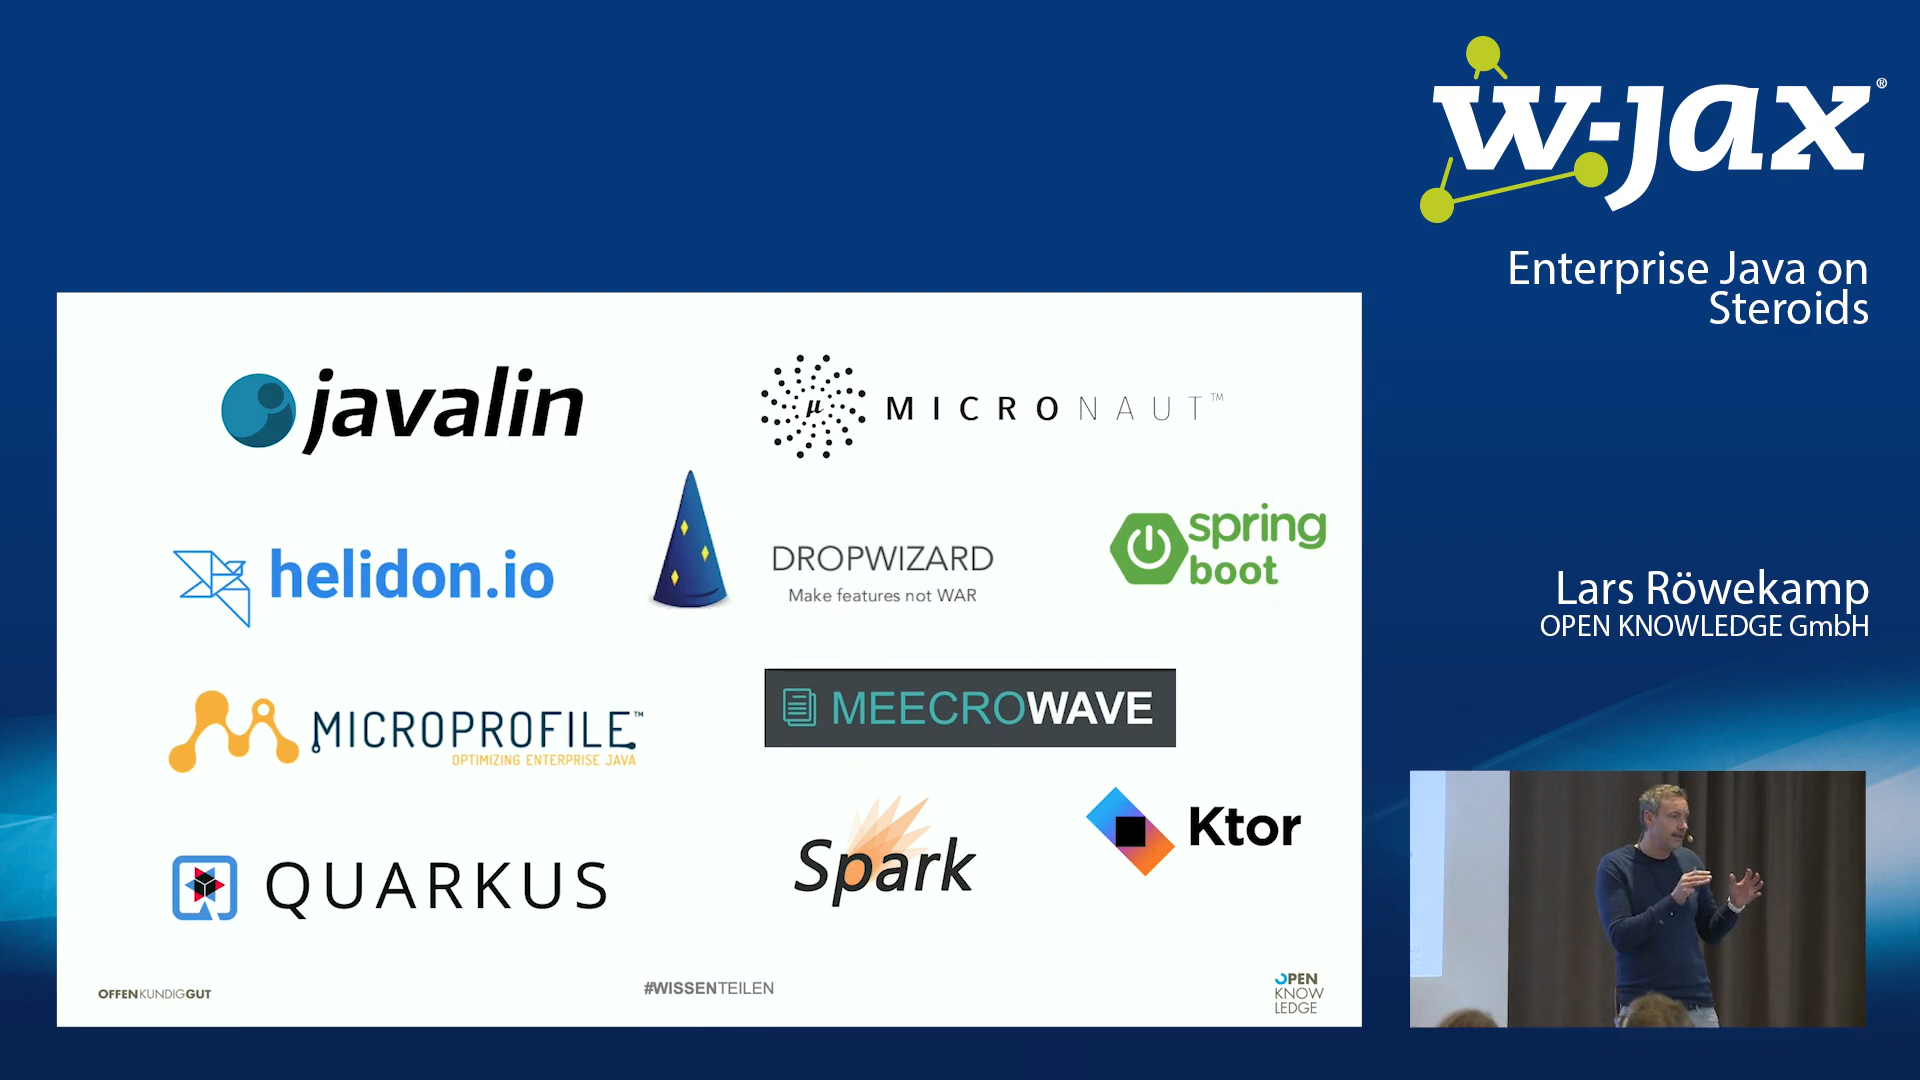 w-jax®
Enterprise Java on
Steroids
javalin
μ MICRONAUT™
helidon.io
DROPWIZARD
Make features not WAR
spring
boot
MICROPROFILE™
OPTIMIZING ENTERPRISE JAVA
MEECROWAVE
QUARKUS
Spark
Ktor
OFFENKUNDIGGUT
#WISSENTEILEN
OPEN
KNOW
LEDGE
Lars Röwekamp
OPEN KNOWLEDGE GmbH